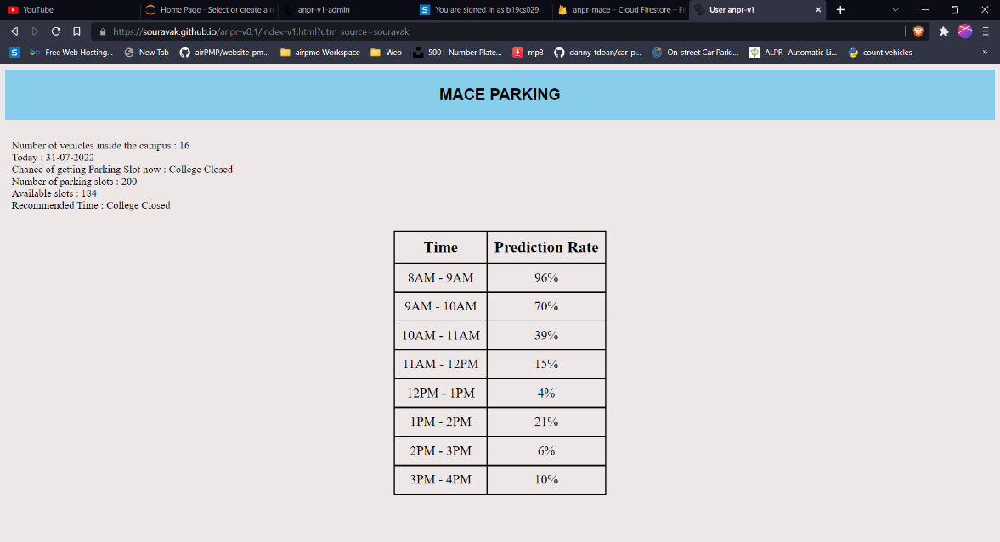 YouTube
Home Page - Select or create a n
anpr-v1-admin
You are signed in as b19cs029
anpr-mace – Cloud Firestore – Fi
User anpr-v1
https://souravak.github.io/anpr-v0.1/index-v1.html?utm_source=souravak
S
Free Web Hosting...
New Tab
airPMP/website-pm...
airpmo Workspace
Web
500+ Number Plate...
mp3
danny-tdoan/car-p...
On-street Car Parki...
ALPR- Automatic Li...
count vehicles
»
MACE PARKING
Number of vehicles inside the campus : 16
Today : 31-07-2022
Chance of getting Parking Slot now : College Closed
Number of parking slots : 200
Available slots : 184
Recommended Time : College Closed
Time Prediction Rate
8AM - 9AM 96%
9AM - 10AM 70%
10AM - 11AM 39%
11AM - 12PM 15%
12PM - 1PM 4%
1PM - 2PM 21%
2PM - 3PM 6%
3PM - 4PM 10%